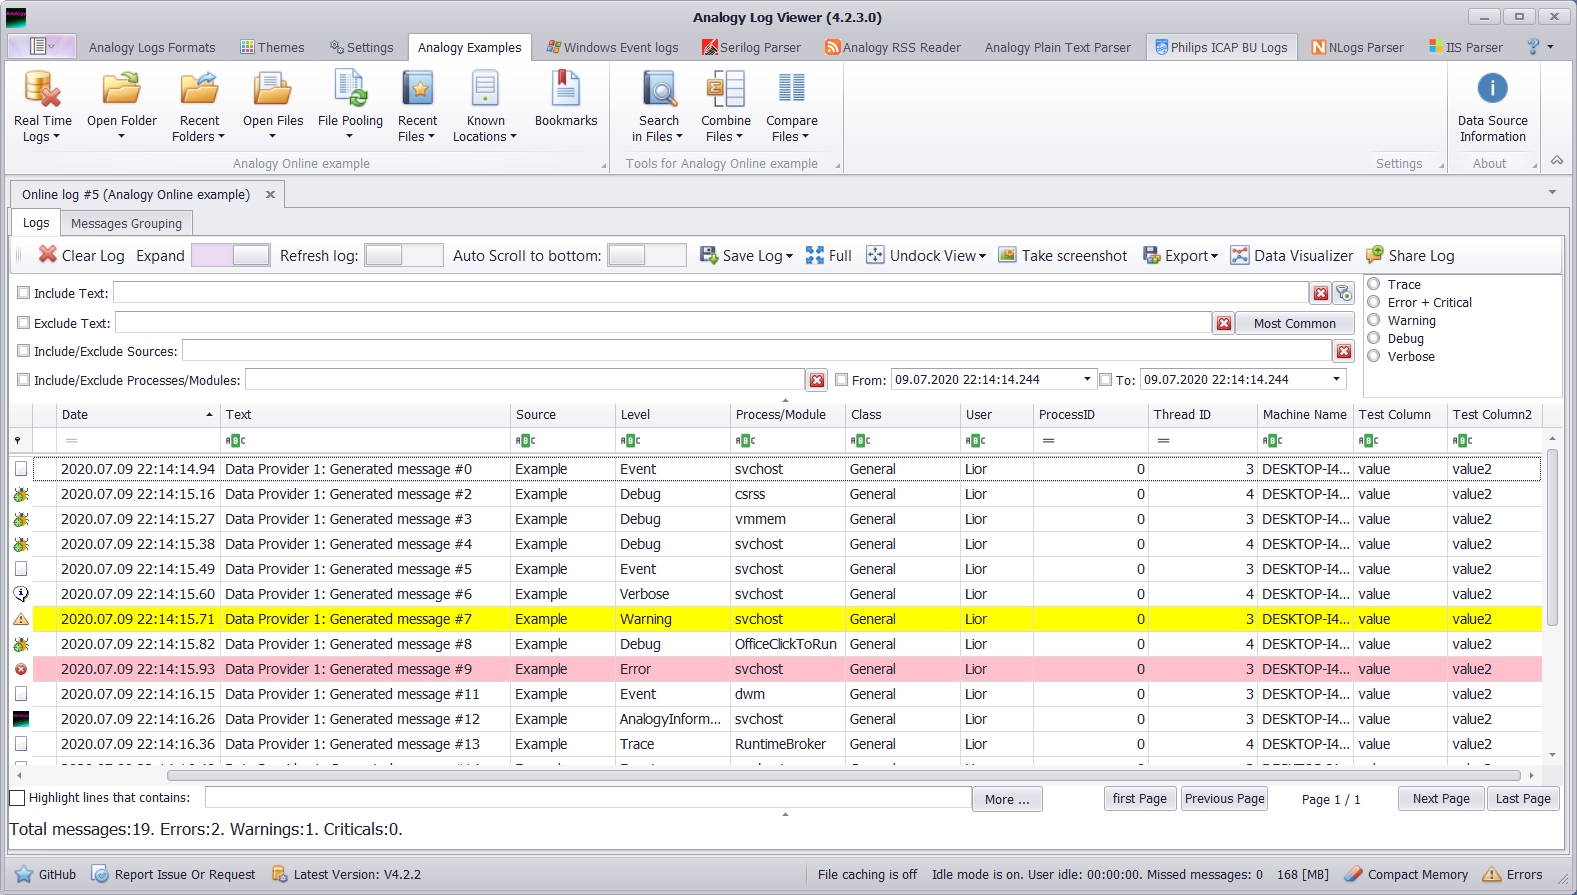 Analogy Log Viewer (4.2.3.0)
Analogy Logs Formats Themes Settings Analogy Examples Windows Event logs Serilog Parser Analogy RSS Reader Analogy Plain Text Parser Philips ICAP BU Logs NLogs Parser IIS Parser
Real Time Logs Open Folder Recent Folders Open Files File Pooling Recent Files Known Locations Bookmarks Search in Files Combine Files Compare Files Data Source Information
Analogy Online example Tools for Analogy Online example Settings About
Online log #5 (Analogy Online example)
Logs Messages Grouping
Clear Log Expand Refresh log: Auto Scroll to bottom: Save Log Full Undock View Take screenshot Export Data Visualizer Share Log
Include Text:
Exclude Text: Most Common
Include/Exclude Sources:
Include/Exclude Processes/Modules: From: 09.07.2020 22:14:14.244 To: 09.07.2020 22:14:14.244
Trace
Error + Critical
Warning
Debug
Verbose
Date Text Source Level Process/Module Class User ProcessID Thread ID Machine Name Test Column Test Column2
= ABC ABC ABC ABC ABC ABC = = ABC ABC ABC
2020.07.09 22:14:14.94 Data Provider 1: Generated message #0 Example Event svchost General Lior 0 3 DESKTOP-I4... value value2
2020.07.09 22:14:15.16 Data Provider 1: Generated message #2 Example Debug csrss General Lior 0 4 DESKTOP-I4... value value2
2020.07.09 22:14:15.27 Data Provider 1: Generated message #3 Example Debug vmmem General Lior 0 3 DESKTOP-I4... value value2
2020.07.09 22:14:15.38 Data Provider 1: Generated message #4 Example Debug svchost General Lior 0 4 DESKTOP-I4... value value2
2020.07.09 22:14:15.49 Data Provider 1: Generated message #5 Example Event svchost General Lior 0 3 DESKTOP-I4... value value2
2020.07.09 22:14:15.60 Data Provider 1: Generated message #6 Example Verbose svchost General Lior 0 4 DESKTOP-I4... value value2
2020.07.09 22:14:15.71 Data Provider 1: Generated message #7 Example Warning svchost General Lior 0 3 DESKTOP-I4... value value2
2020.07.09 22:14:15.82 Data Provider 1: Generated message #8 Example Debug OfficeClickToRun General Lior 0 4 DESKTOP-I4... value value2
2020.07.09 22:14:15.93 Data Provider 1: Generated message #9 Example Error svchost General Lior 0 3 DESKTOP-I4... value value2
2020.07.09 22:14:16.15 Data Provider 1: Generated message #11 Example Event dwm General Lior 0 3 DESKTOP-I4... value value2
2020.07.09 22:14:16.26 Data Provider 1: Generated message #12 Example AnalogyInform... svchost General Lior 0 3 DESKTOP-I4... value value2
2020.07.09 22:14:16.36 Data Provider 1: Generated message #13 Example Trace RuntimeBroker General Lior 0 4 DESKTOP-I4... value value2
Highlight lines that contains: More ... first Page Previous Page Page 1 / 1 Next Page Last Page
Total messages:19. Errors:2. Warnings:1. Criticals:0.
GitHub Report Issue Or Request Latest Version: V4.2.2 File caching is off Idle mode is on. User idle: 00:00:00. Missed messages: 0 168 [MB] Compact Memory Errors